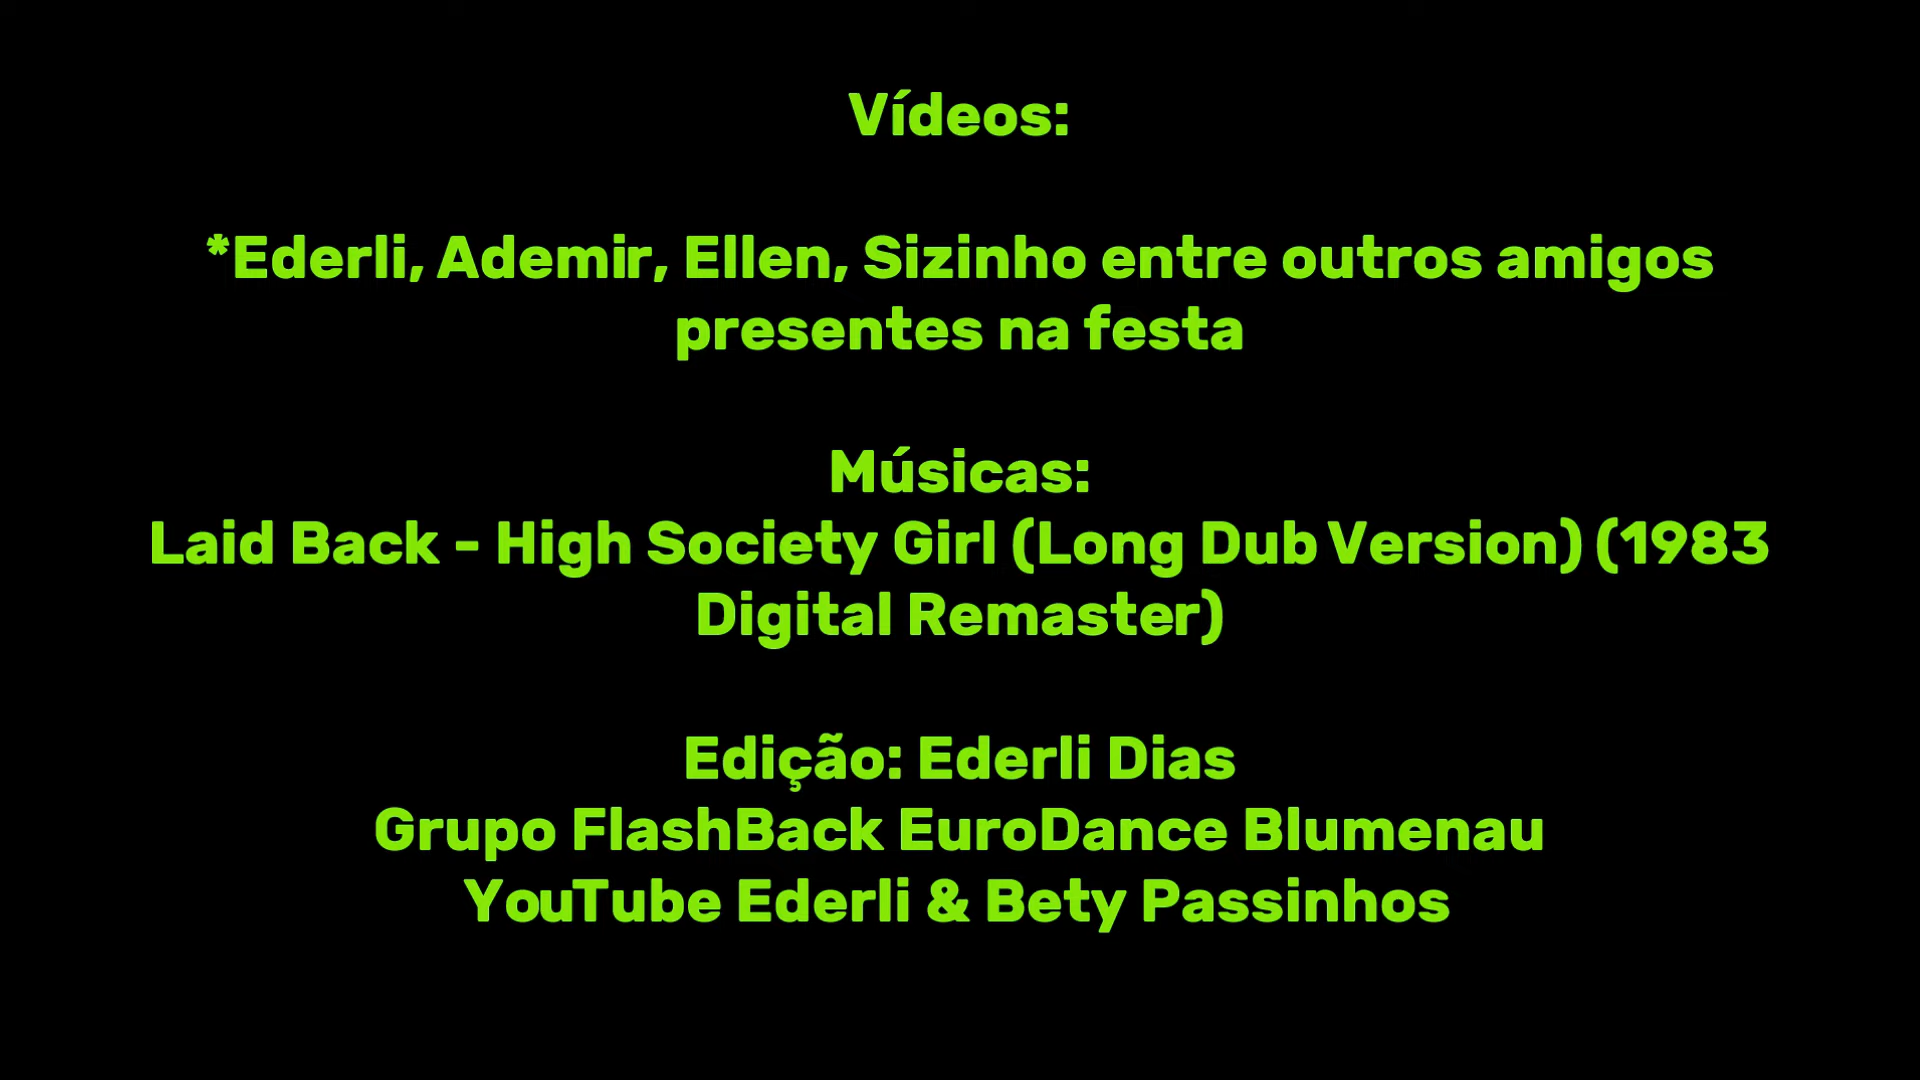 Vídeos:
*Ederli, Ademir, Ellen, Sizinho entre outros amigos
presentes na festa
Músicas:
Laid Back - High Society Girl (Long Dub Version) (1983
Digital Remaster)
Edição: Ederli Dias
Grupo FlashBack EuroDance Blumenau
YouTube Ederli & Bety Passinhos